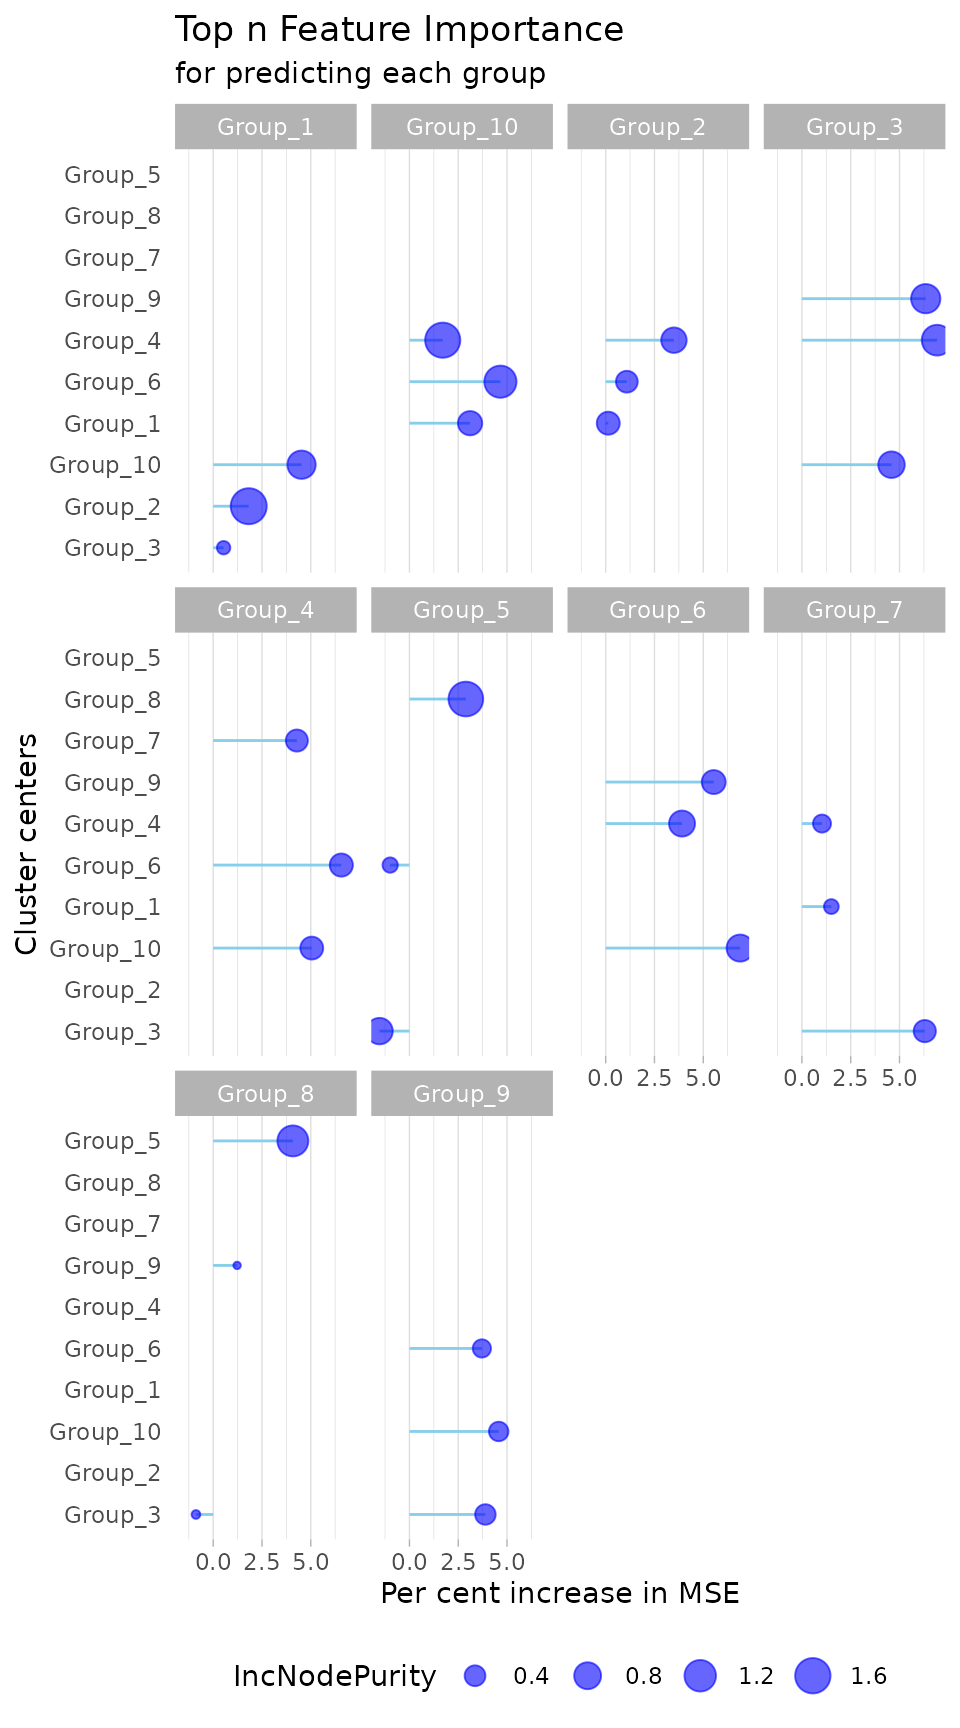 Top n Feature Importance
for predicting each group
Group_1 Group_10 Group_2 Group_3
Group_5
Group_8
Group_7
Group_9
Group_4
Group_6
Group_1
Group_10
Group_2
Group_3
Group_4 Group_5 Group_6 Group_7
Group_5
Group_8
Group_7
Group_9
Group_4
Group_6
Group_1
Group_10
Group_2
Group_3
Cluster centers
0.0 2.5 5.0 0.0 2.5 5.0
Group_8 Group_9
Group_5
Group_8
Group_7
Group_9
Group_4
Group_6
Group_1
Group_10
Group_2
Group_3
0.0 2.5 5.0 0.0 2.5 5.0
Per cent increase in MSE
IncNodePurity 0.4 0.8 1.2 1.6